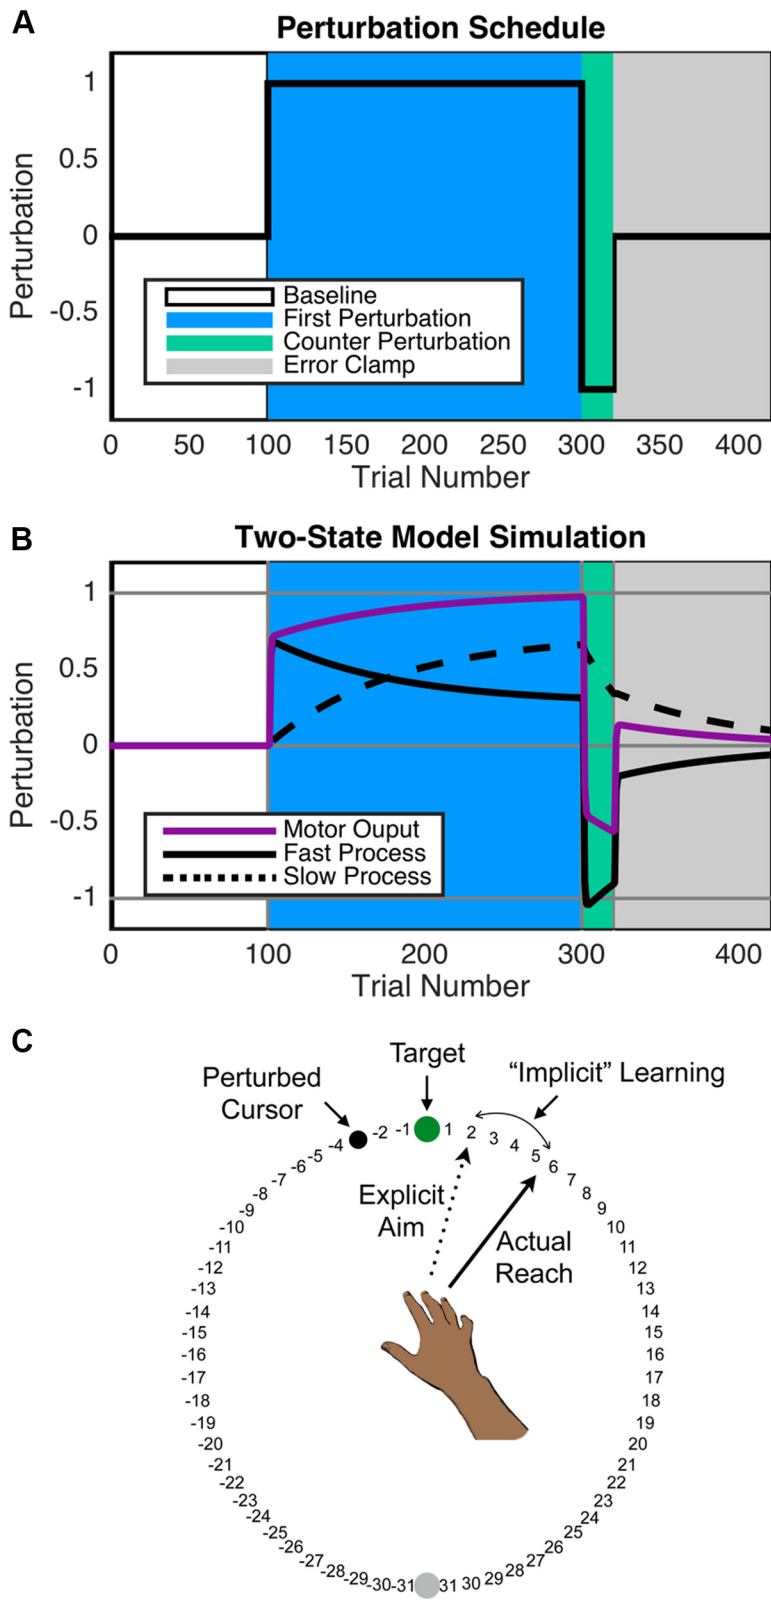 A
Perturbation Schedule
Perturbation
1
0.5
0
-0.5
-1
Baseline
First Perturbation
Counter Perturbation
Error Clamp
0 50 100 150 200 250 300 350 400
Trial Number
B
Two-State Model Simulation
Perturbation
1
0.5
0
-0.5
-1
Motor Ouput
Fast Process
Slow Process
0 100 200 300 400
Trial Number
C
Target
“Implicit” Learning
Perturbed
Cursor
Explicit
Aim
Actual
Reach
-4 -2 -1 1 2 3 4 5 6
-5 7
-6 8
-7 9
-8 10
-9 11
-10 12
-11 13
-12 14
-13 15
-14 16
-15 17
-16 18
-17 19
-18 20
-19 21
-20 22
-21 23
-22 24
-23 25
-24 26
-25 27
-26 28
-27 29
-28 30
-29 31
-30
-31